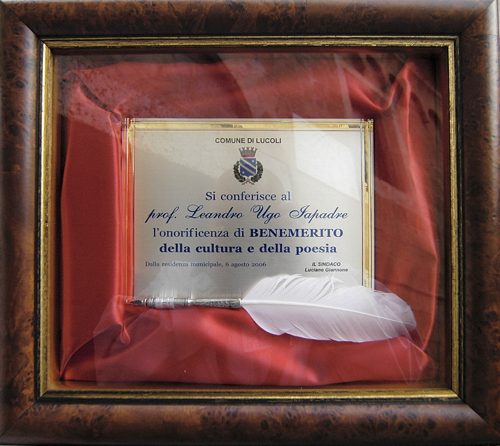 COMUNE DI LUCOLI
Si conferisce al
prof. Leandro Ugo Iapadre
l'onorificenza di BENEMERITO
della cultura e della poesia
Dalla residenza municipale, 6 agosto 2006
IL SINDACO
Luciano Giannone